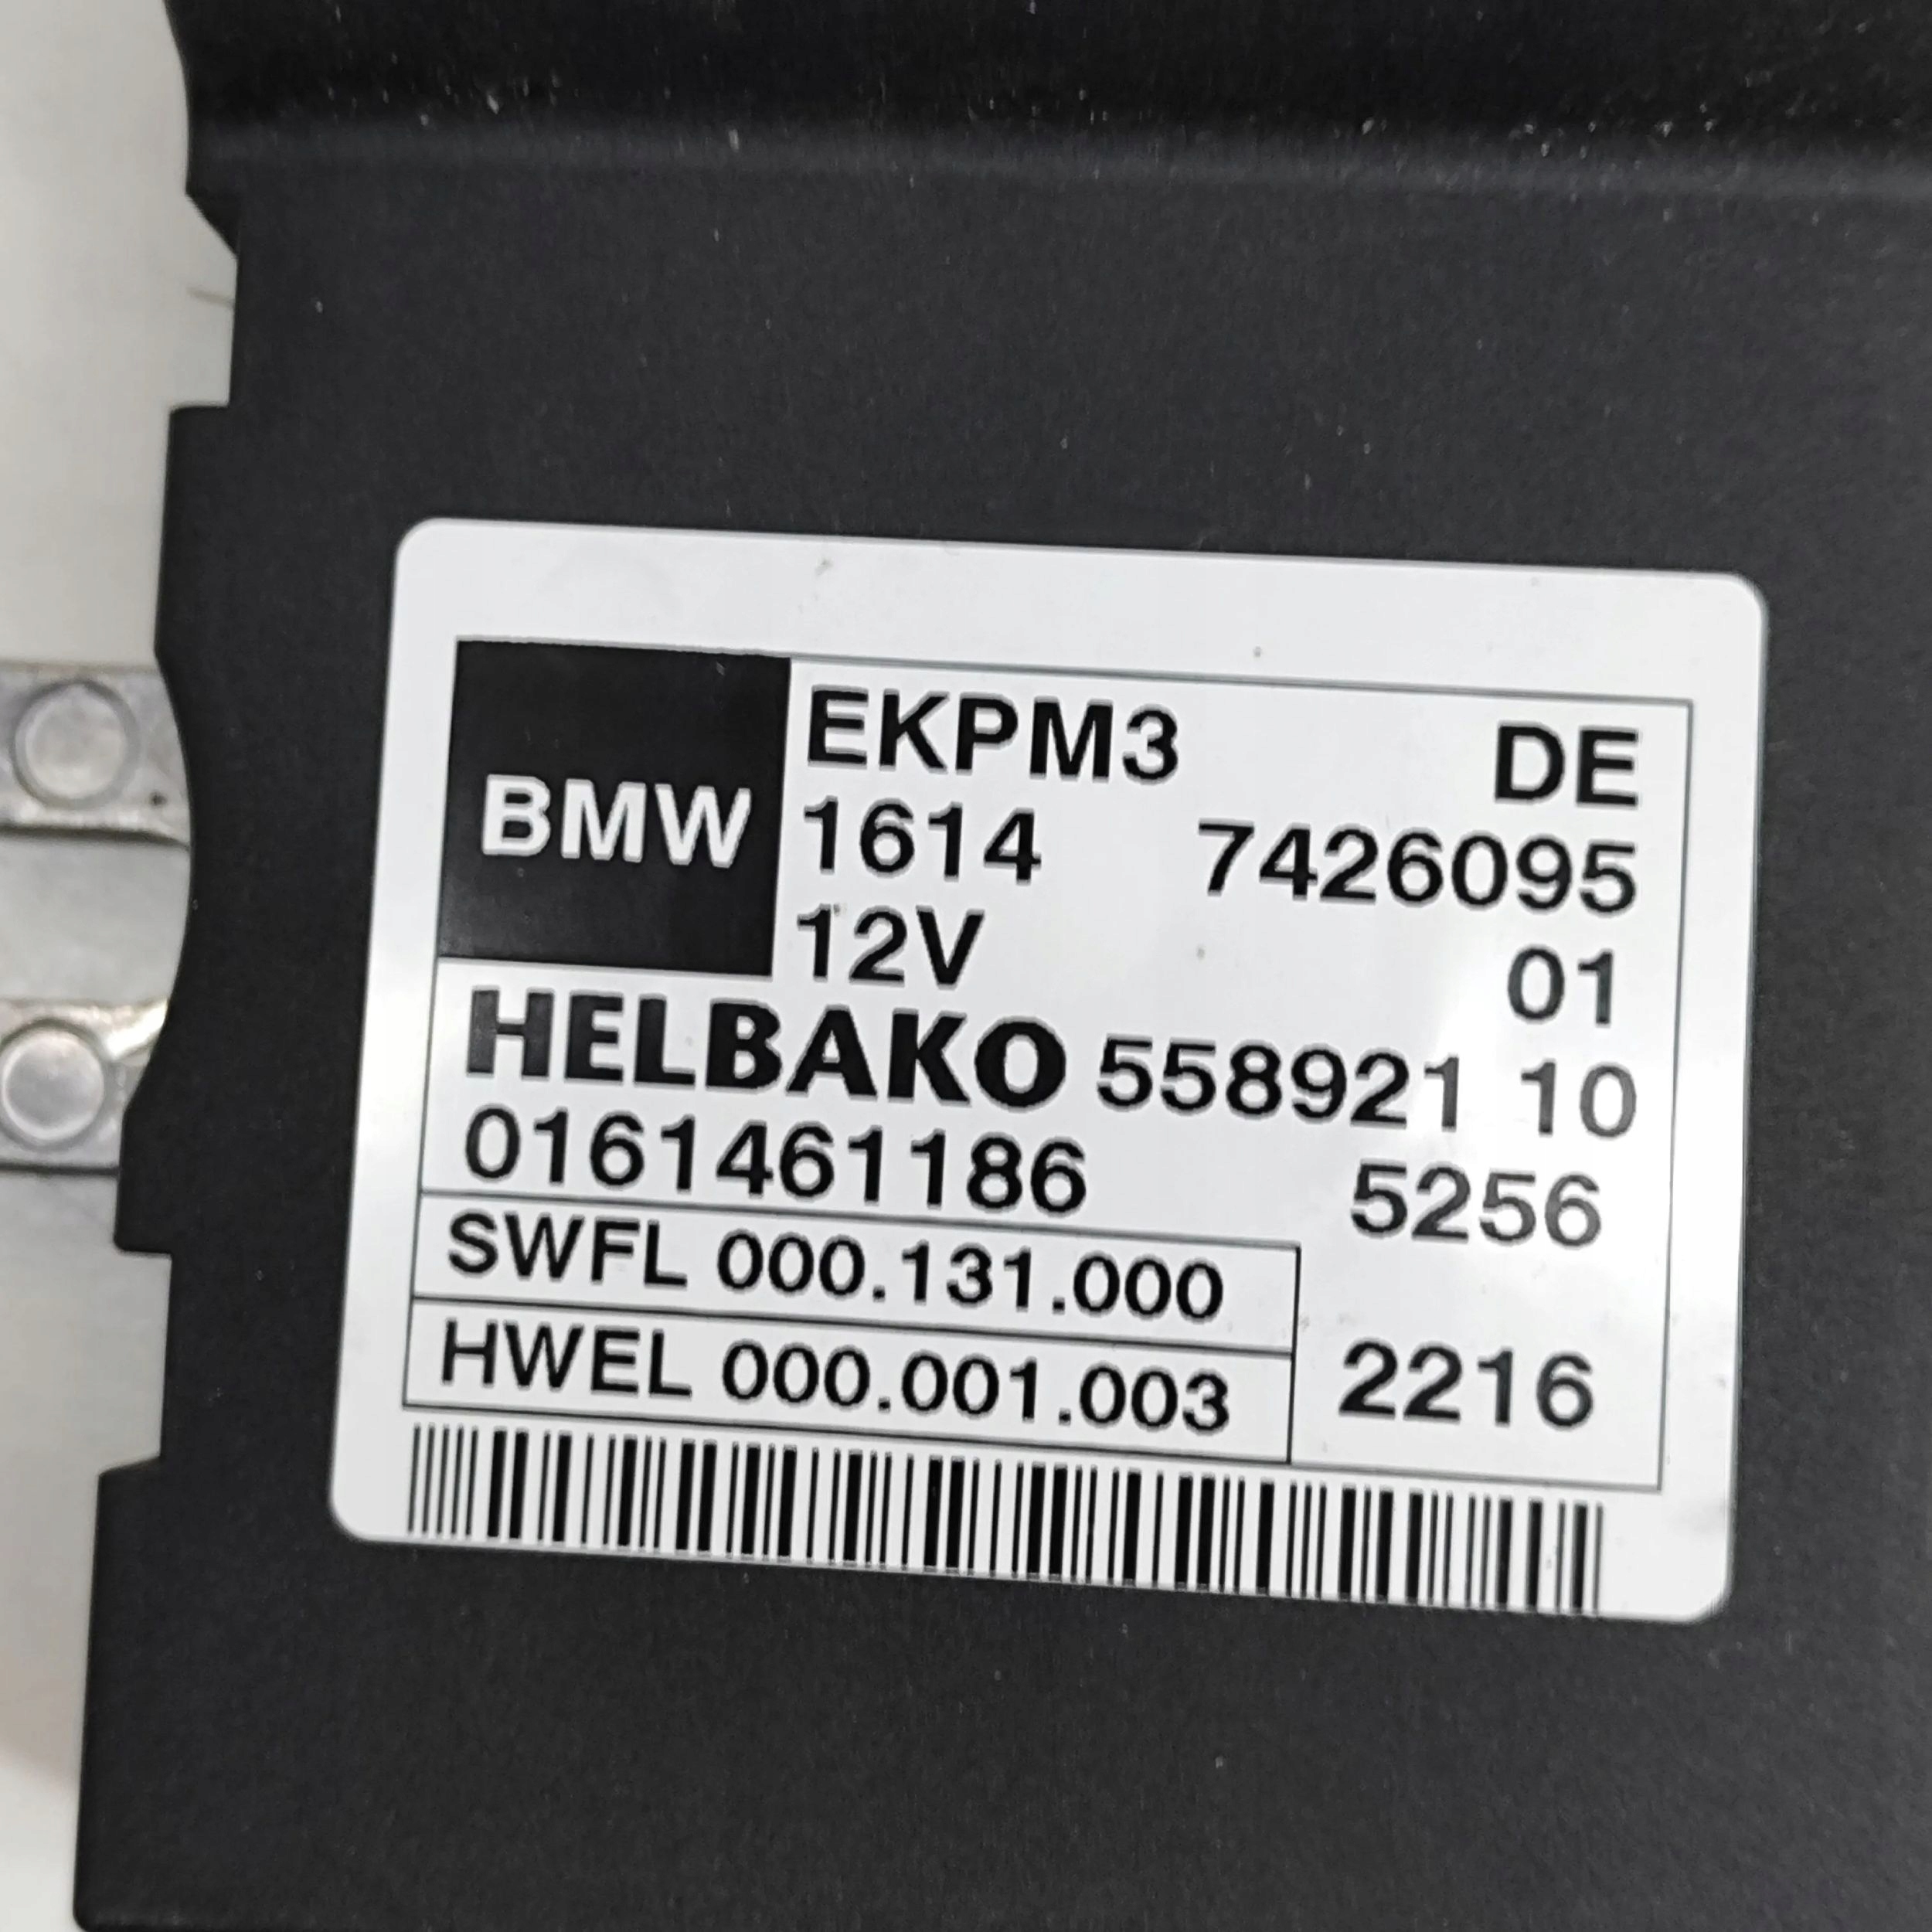 BMW
EKPM3 DE
1614 7426095
12V 01
HELBAKO 558921 10
0161461186 5256
SWFL 000.131.000
HWEL 000.001.003 2216